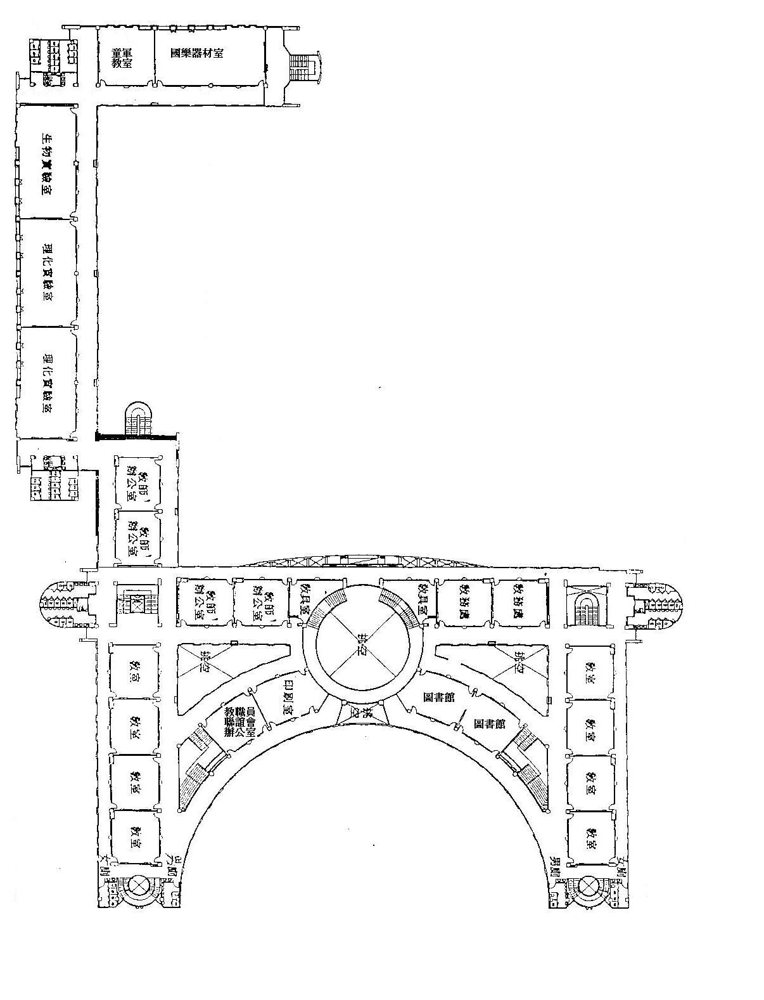 童軍
教室
國樂器材室
生物實驗室
理化實驗室
理化實驗室
教師
辦公室
教師
辦公室
教師
辦公室
教師
辦公室
教具室
教具室
教務處
教務處
挑空
挑空
挑空
挑空
教室
教室
教室
教室
印刷室
教職員
聯誼會
辦公室
圖書館
圖書館
教室
教室
教室
教室
女廁
男廁
男廁
女廁